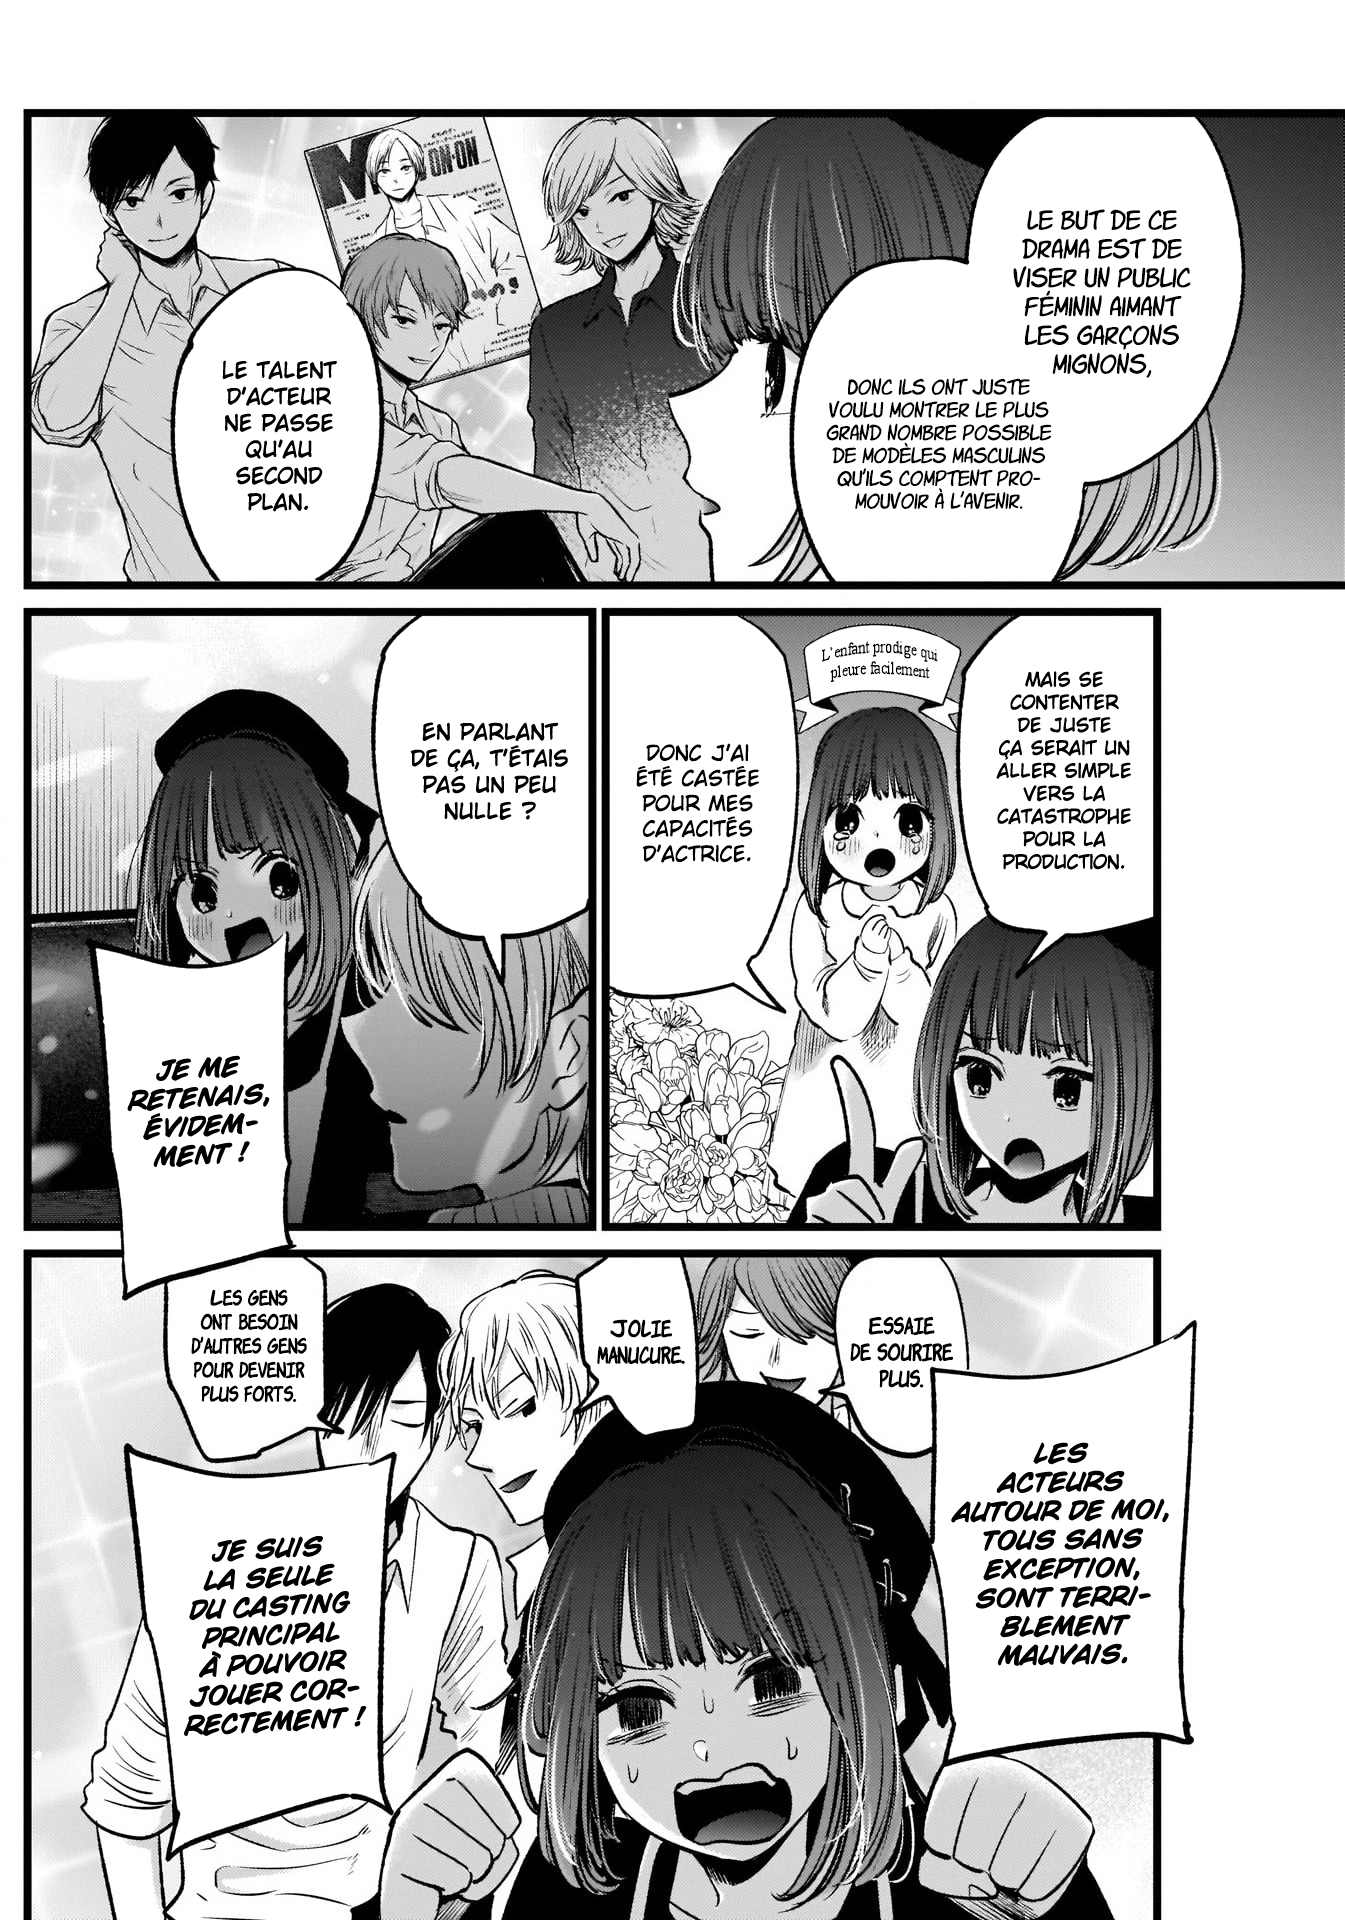 LE BUT DE CE
DRAMA EST DE
VISER UN PUBLIC
FÉMININ AIMANT
LES GARÇONS
MIGNONS,
DONC ILS ONT JUSTE
VOULU MONTRER LE PLUS
GRAND NOMBRE POSSIBLE
DE MODÈLES MASCULINS
QU'ILS COMPTENT PRO-
MOUVOIR À L'AVENIR.
ON-ON
LE TALENT
D'ACTEUR
NE PASSE
QU'AU
SECOND
PLAN.
MAIS SE
CONTENTER
DE JUSTE
ÇA SERAIT UN
ALLER SIMPLE
VERS LA
CATASTROPHE
POUR LA
PRODUCTION.
L'enfant prodige qui
pleure facilement
DONC J'AI
ÉTÉ CASTÉE
POUR MES
CAPACITÉS
D'ACTRICE.
EN PARLANT
DE ÇA, T'ÉTAIS
PAS UN PEU
NULLE ?
JE ME
RETENAIS,
ÉVIDEM-
MENT !
ESSAIE
DE SOURIRE
PLUS.
JOLIE
MANUCURE.
LES GENS
ONT BESOIN
D'AUTRES GENS
POUR DEVENIR
PLUS FORTS.
LES
ACTEURS
AUTOUR DE MOI,
TOUS SANS
EXCEPTION,
SONT TERRI-
BLEMENT
MAUVAIS.
JE SUIS
LA SEULE
DU CASTING
PRINCIPAL
À POUVOIR
JOUER COR-
RECTEMENT !